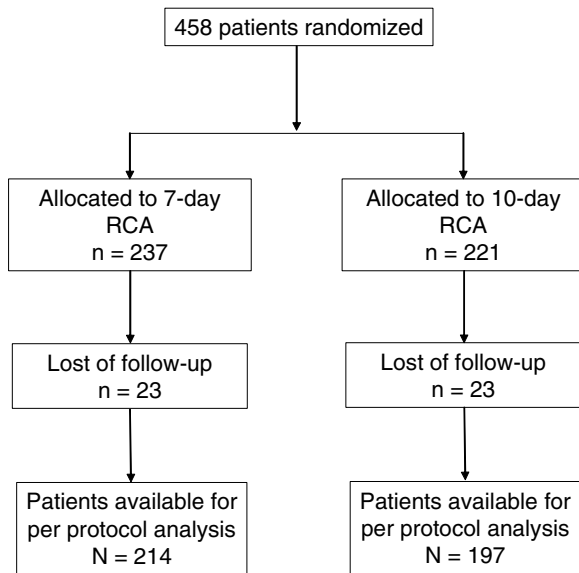 458 patients randomized
Allocated to 7-day
RCA
n = 237
Allocated to 10-day
RCA
n = 221
Lost of follow-up
n = 23
Lost of follow-up
n = 23
Patients available for
per protocol analysis
N = 214
Patients available for
per protocol analysis
N = 197